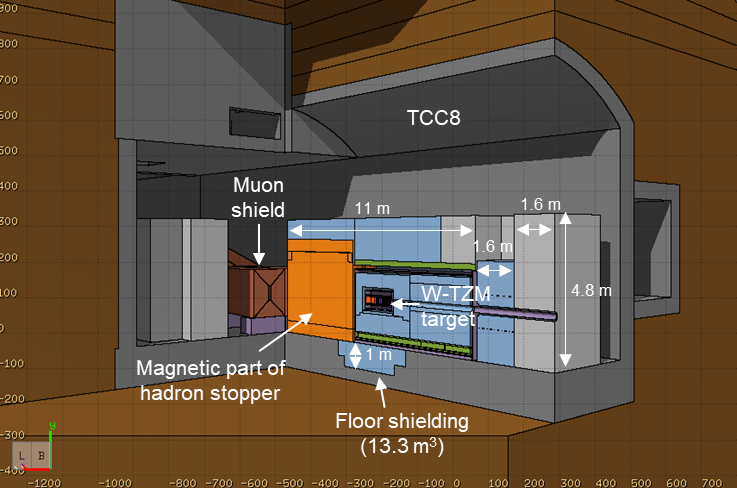 900
800
700
600
500
400
300
200
100
0
-100
-200
-300
-400
TCC8
Muon
shield
11 m
1.6 m
1.6 m
4.8 m
W-TZM
target
1 m
Magnetic part of
hadron stopper
Floor shielding
(13.3 m³)
y
L B
-1200 -1000 -800 -700 -600 -500 -400 -300 -200 -100 0 100 200 300 400 500 600 700